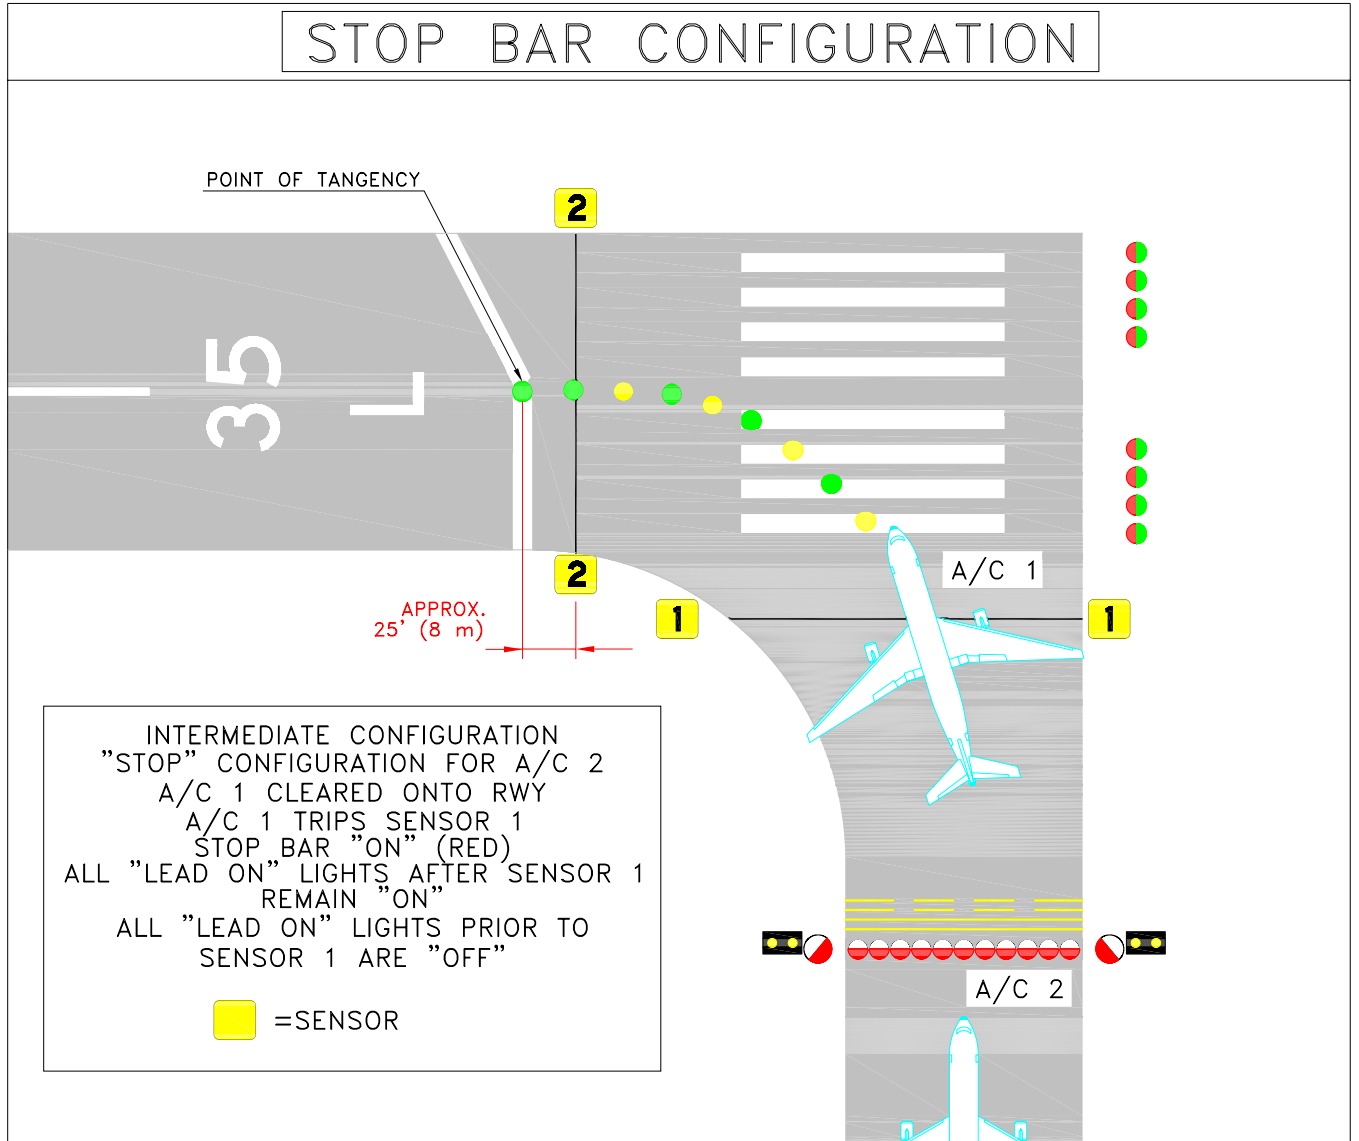 STOP BAR CONFIGURATION
POINT OF TANGENCY
2
35
L
2
A/C 1
APPROX.
25' (8 m)
1
1
INTERMEDIATE CONFIGURATION
"STOP" CONFIGURATION FOR A/C 2
A/C 1 CLEARED ONTO RWY
A/C 1 TRIPS SENSOR 1
STOP BAR "ON" (RED)
ALL "LEAD ON" LIGHTS AFTER SENSOR 1
REMAIN "ON"
ALL "LEAD ON" LIGHTS PRIOR TO
SENSOR 1 ARE "OFF"
=SENSOR
A/C 2